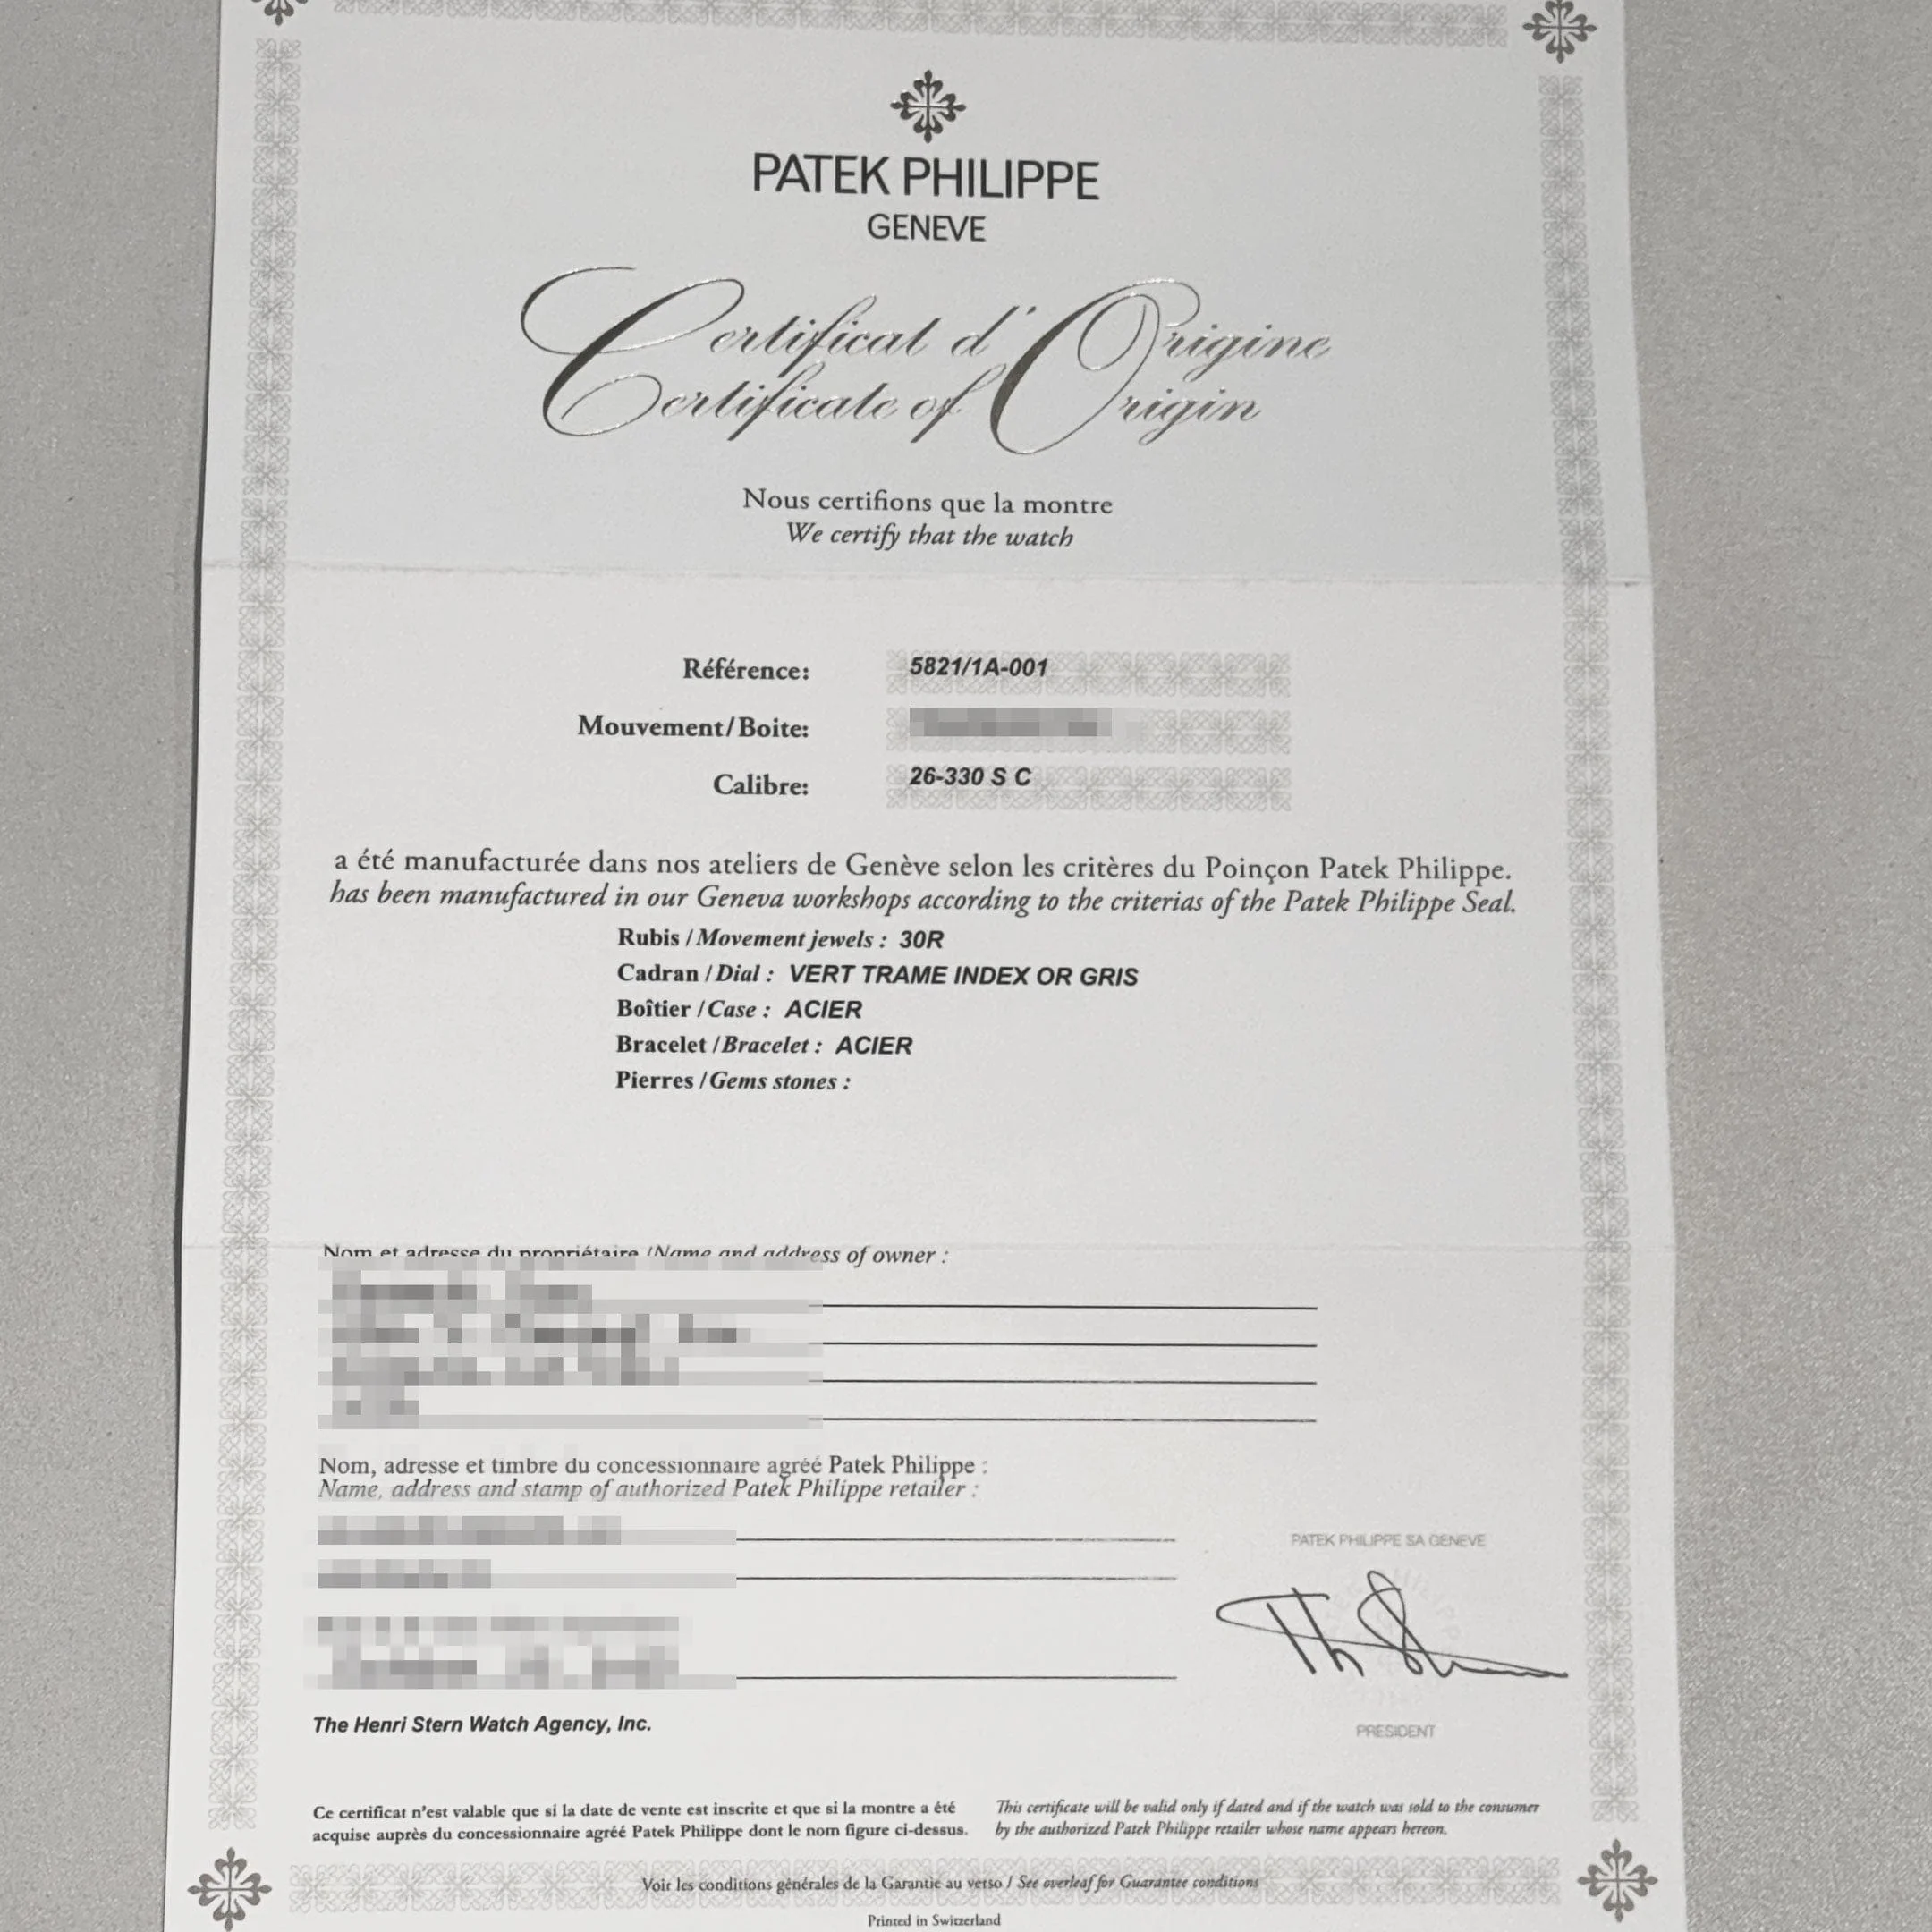 PATEK PHILIPPE
GENEVE
Certificat d'Origine
Certificate of Origin
Nous certifions que la montre
We certify that the watch
Référence: 5821/1A-001
Mouvement/Boite:
Calibre: 26-330 S C
a été manufacturée dans nos ateliers de Genève selon les critères du Poinçon Patek Philippe.
has been manufactured in our Geneva workshops according to the criterias of the Patek Philippe Seal.
Rubis / Movement jewels : 30R
Cadran / Dial : VERT TRAME INDEX OR GRIS
Boîtier / Case : ACIER
Bracelet / Bracelet : ACIER
Pierres / Gems stones :
Nom et adresse du propriétaire / Name and address of owner :
Nom, adresse et timbre du concessionnaire agréé Patek Philippe :
Name, address and stamp of authorized Patek Philippe retailer :
PATEK PHILIPPE SA GENEVE
The Henri Stern Watch Agency, Inc.
PRESIDENT
Ce certificat n'est valable que si la date de vente est inscrite et que si la montre a été
acquise auprès du concessionnaire agréé Patek Philippe dont le nom figure ci-dessus.
This certificate will be valid only if dated and if the watch was sold to the consumer
by the authorized Patek Philippe retailer whose name appears hereon.
Voir les conditions générales de la Garantie au verso / See overleaf for Guarantee conditions
Printed in Switzerland